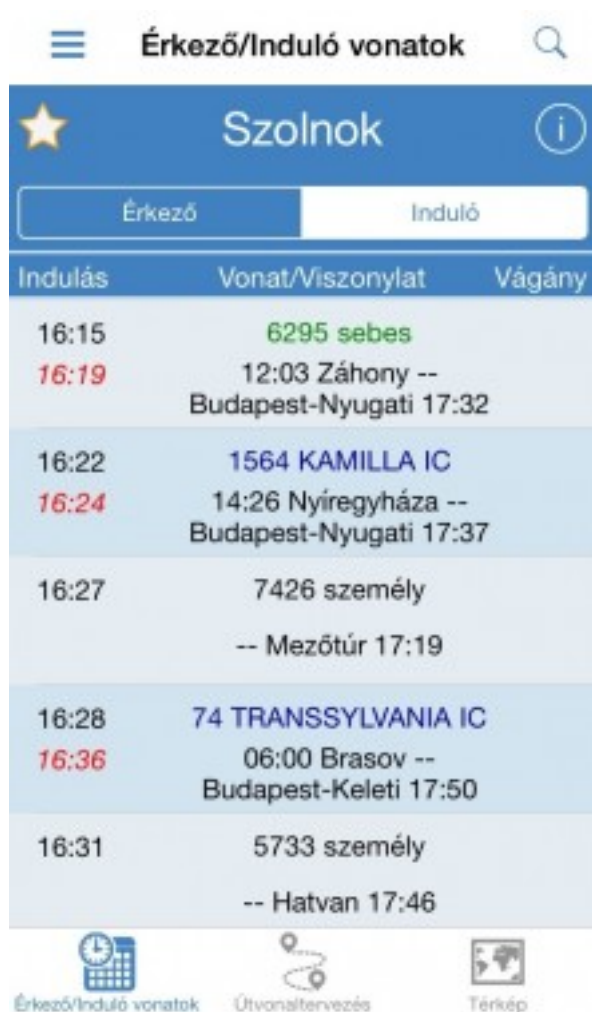 Érkező/Induló vonatok
Szolnok
Érkező Induló
Indulás Vonat/Viszonylat Vágány
16:15 6295 sebes
16:19 12:03 Záhony --
Budapest-Nyugati 17:32
16:22 1564 KAMILLA IC
16:24 14:26 Nyíregyháza --
Budapest-Nyugati 17:37
16:27 7426 személy
-- Mezőtúr 17:19
16:28 74 TRANSSYLVANIA IC
16:36 06:00 Brasov --
Budapest-Keleti 17:50
16:31 5733 személy
-- Hatvan 17:46
Érkező/Induló vonatok Útvonaltervezés Térkép